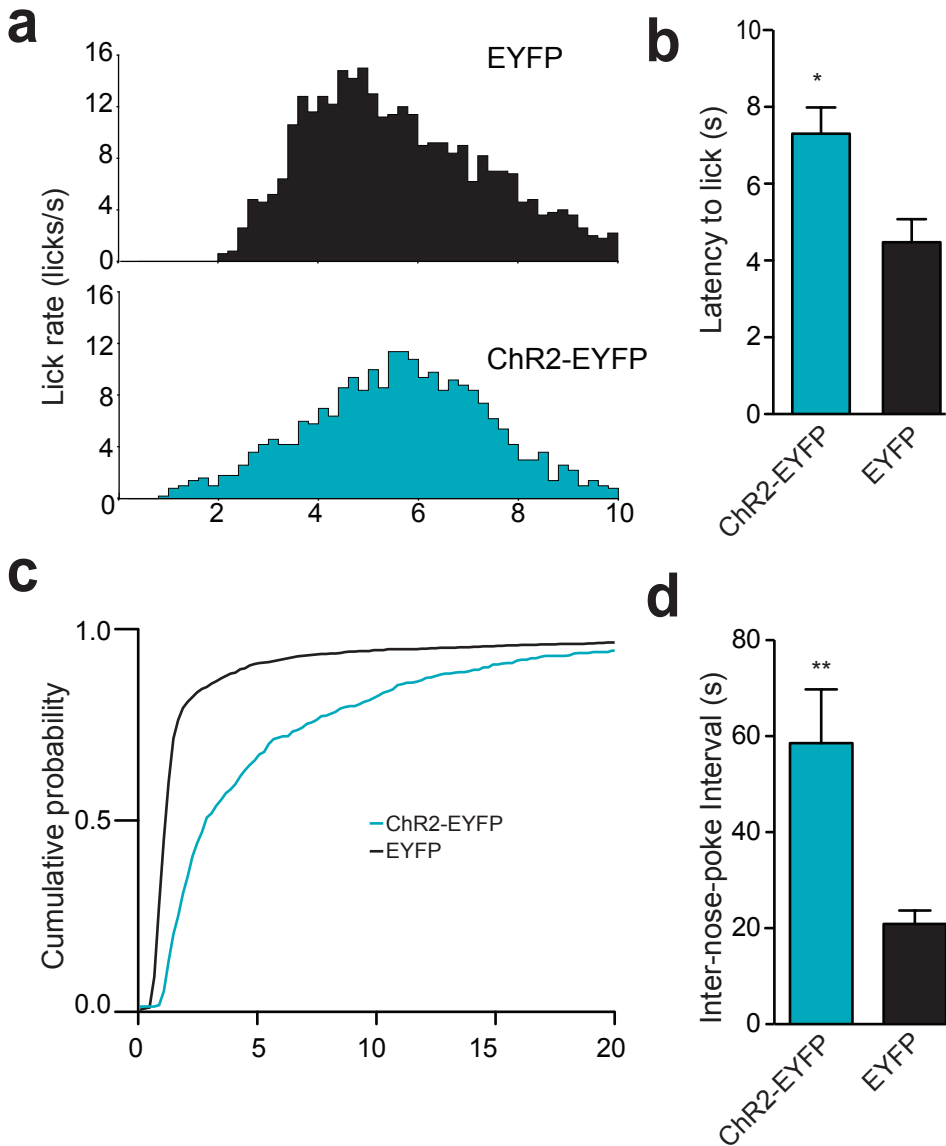 a
Lick rate (licks/s)
EYFP
16
12
8
4
0
ChR2-EYFP
16
12
8
4
0
2
4
6
8
10
b
Latency to lick (s)
10
8
6
4
2
0
*
ChR2-EYFP
EYFP
c
Cumulative probability
1.0
0.5
0.0
ChR2-EYFP
EYFP
0
5
10
15
20
d
Inter-nose-poke Interval (s)
80
60
40
20
0
**
ChR2-EYFP
EYFP